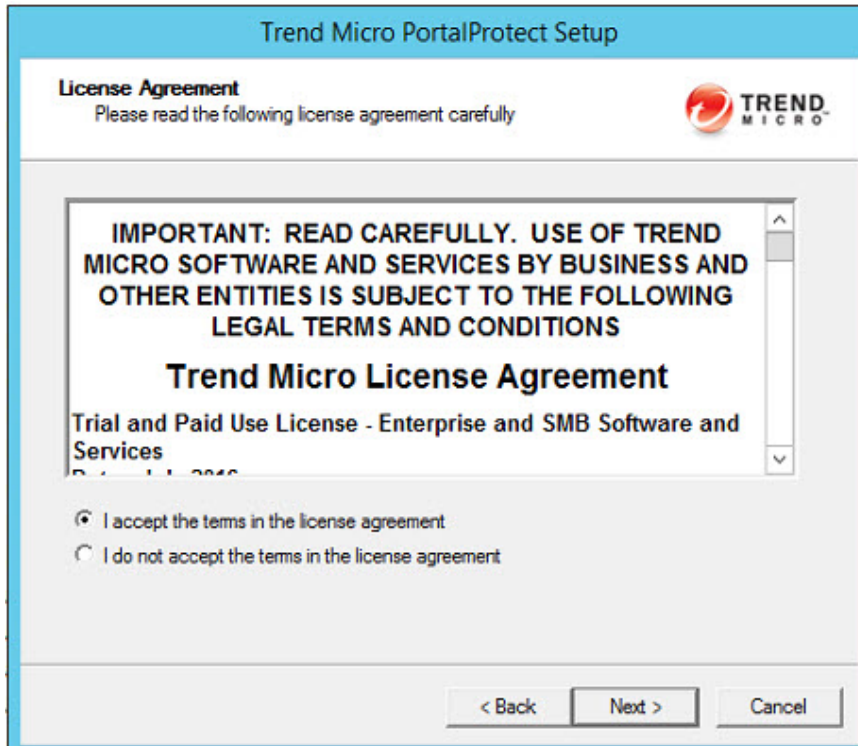 Trend Micro PortalProtect Setup
License Agreement
Please read the following license agreement carefully
TREND
MICRO™
IMPORTANT: READ CAREFULLY. USE OF TREND
MICRO SOFTWARE AND SERVICES BY BUSINESS AND
OTHER ENTITIES IS SUBJECT TO THE FOLLOWING
LEGAL TERMS AND CONDITIONS
Trend Micro License Agreement
Trial and Paid Use License - Enterprise and SMB Software and
Services
I accept the terms in the license agreement
I do not accept the terms in the license agreement
< Back Next > Cancel